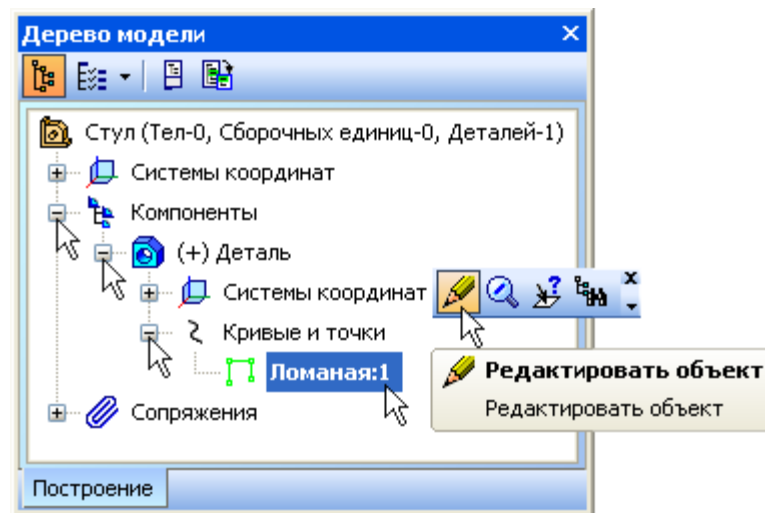 Дерево модели
Стул (Тел-0, Сборочных единиц-0, Деталей-1)
Системы координат
Компоненты
(+) Деталь
Системы координат
Кривые и точки
Ломаная:1
Редактировать объект
Редактировать объект
Сопряжения
Построение